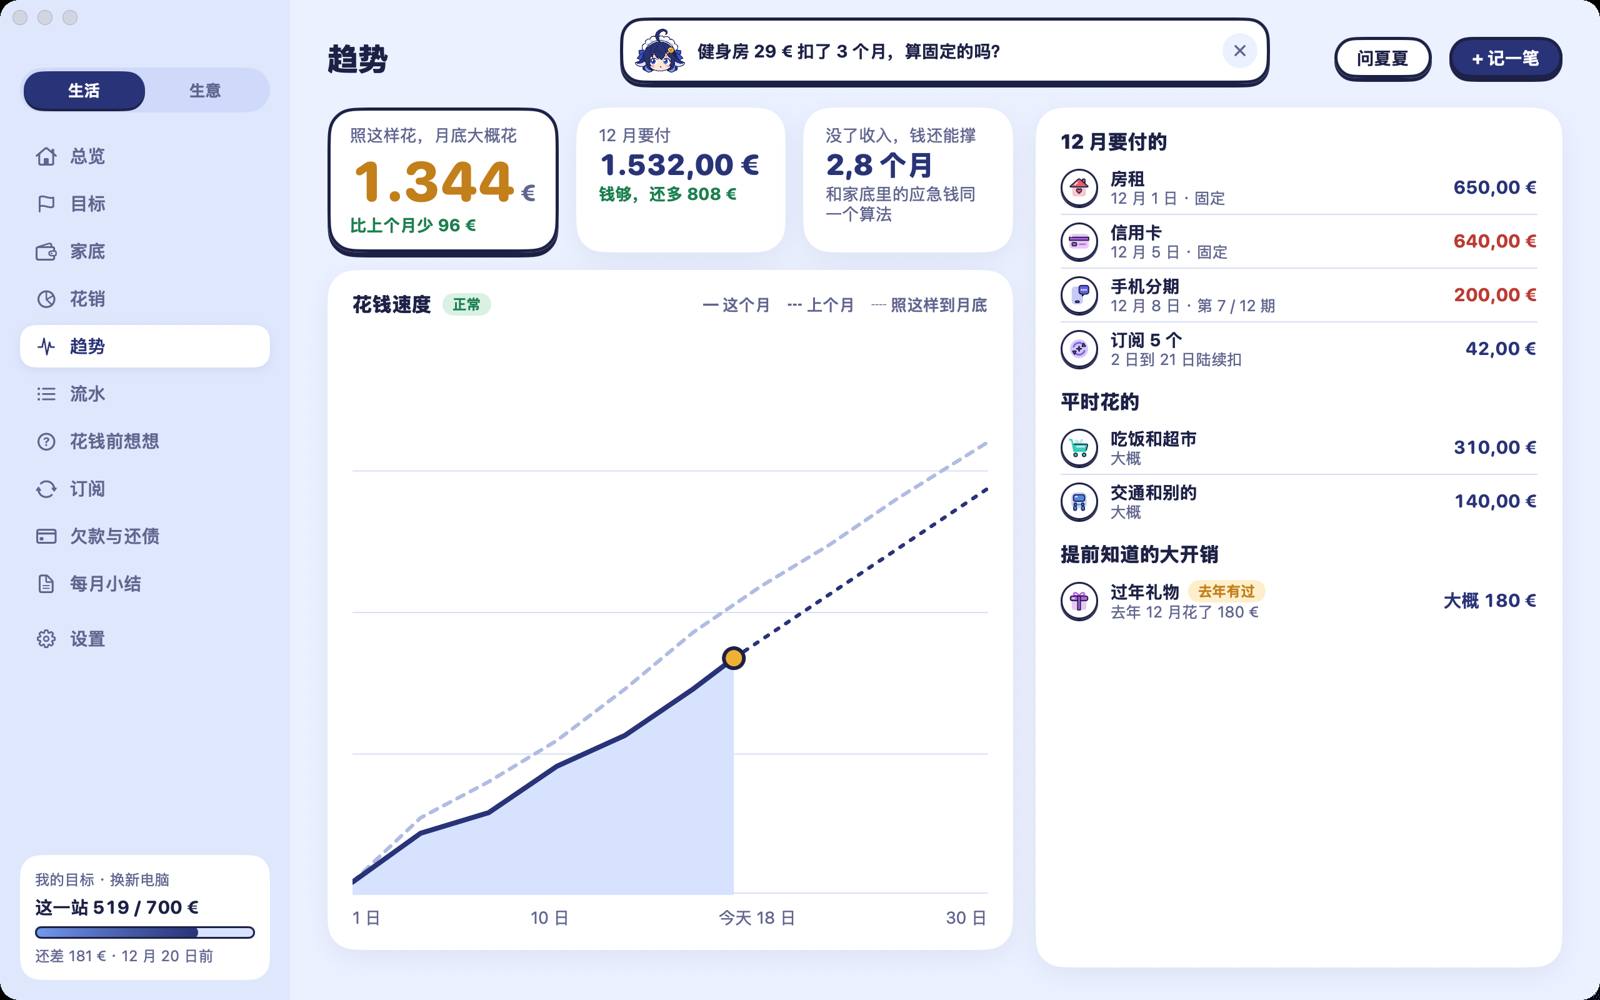 趋势
健身房 29 € 扣了 3 个月，算固定的吗?
问夏夏
+ 记一笔
生活
生意
总览
目标
家底
花销
趋势
流水
花钱前想想
订阅
欠款与还债
每月小结
设置
我的目标 · 换新电脑
这一站 519 / 700 €
还差 181 € · 12 月 20 日前
照这样花，月底大概花
1.344 €
比上个月少 96 €
12 月要付
1.532,00 €
钱够，还多 808 €
没了收入，钱还能撑
2,8 个月
和家底里的应急钱同
一个算法
花钱速度 正常
这个月 上个月 照这样到月底
1 日 10 日 今天 18 日 30 日
12 月要付的
房租
12 月 1 日 · 固定
650,00 €
信用卡
12 月 5 日 · 固定
640,00 €
手机分期
12 月 8 日 · 第 7 / 12 期
200,00 €
订阅 5 个
2 日到 21 日陆续扣
42,00 €
平时花的
吃饭和超市
大概
310,00 €
交通和别的
大概
140,00 €
提前知道的大开销
过年礼物 去年有过
去年 12 月花了 180 €
大概 180 €